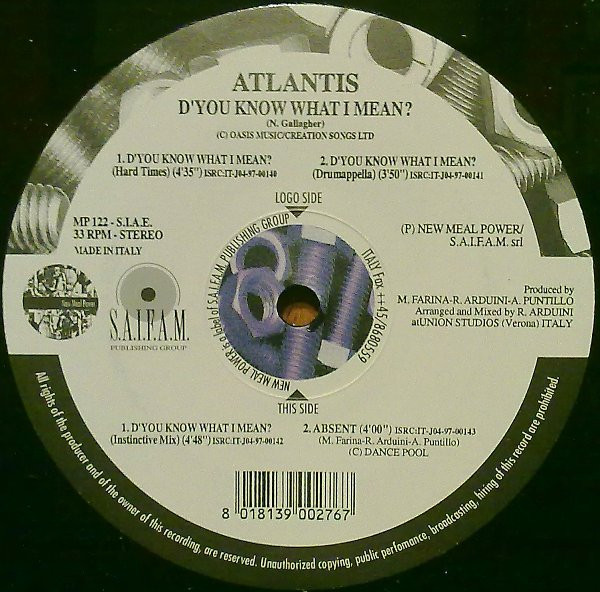 ATLANTIS
D'YOU KNOW WHAT I MEAN?
(N. Gallagher)
(C) OASIS MUSIC/CREATION SONGS LTD
1. D'YOU KNOW WHAT I MEAN?
(Hard Times) (4'35") ISRC:IT-J04-97-00140
2. D'YOU KNOW WHAT I MEAN?
(Drumappella) (3'50") ISRC:IT-J04-97-00141
LOGO SIDE
MP 122 - S.I.A.E.
33 RPM - STEREO
MADE IN ITALY
(P) NEW MEAL POWER/
S.A.I.F.A.M. srl
New Meal Power
S.A.I.F.A.M.
PUBLISHING GROUP
Produced by
M. FARINA-R. ARDUINI-A. PUNTILLO
Arranged and Mixed by R. ARDUINI
atUNION STUDIOS (Verona) ITALY
NEW MEAL POWER is a label of S.A.I.F.A.M. PUBLISHING GROUP
ITALY Fax ++4578680559
THIS SIDE
1. D'YOU KNOW WHAT I MEAN?
(Instinctive Mix) (4'48") ISRC:IT-J04-97-00142
2. ABSENT (4'00") ISRC:IT-J04-97-00143
(M. Farina-R. Arduini-A. Puntillo)
(C) DANCE POOL
8 018139 002767
All rights of the producer and of the owner of this recording, are reserved. Unauthorized copying, public perfomance, broadcasting, hiring of this record are prohibited.